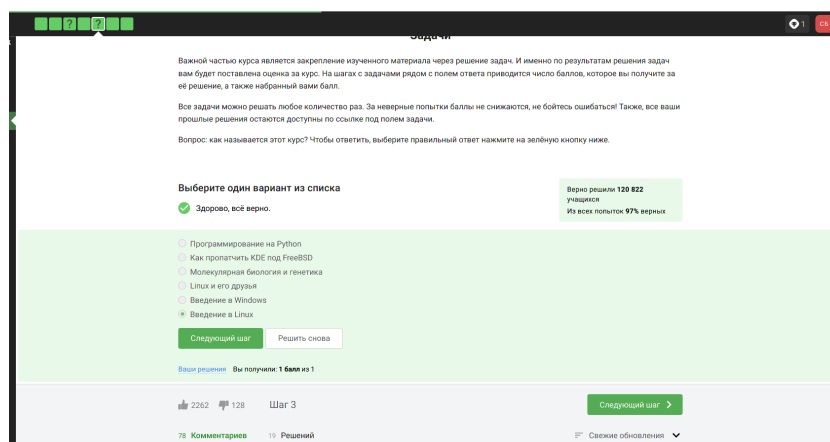 ? ?
1
СБ
Задачи
Важной частью курса является закрепление изученного материала через решение задач. И именно по результатам решения задач
вам будет поставлена оценка за курс. На шагах с задачами рядом с полем ответа приводится число баллов, которое вы получите за
её решение, а также набранный вами балл.
Все задачи можно решать любое количество раз. За неверные попытки баллы не снижаются, не бойтесь ошибаться! Также, все ваши
прошлые решения остаются доступны по ссылке под полем задачи.
Вопрос: как называется этот курс? Чтобы ответить, выберите правильный ответ нажмите на зелёную кнопку ниже.
Выберите один вариант из списка
Здорово, всё верно.
Верно решили 120 822
учащихся
Из всех попыток 97% верных
Программирование на Python
Как пропатчить KDE под FreeBSD
Молекулярная биология и генетика
Linux и его друзья
Введение в Windows
Введение в Linux
Следующий шаг Решить снова
Ваши решения Вы получили: 1 балл из 1
2262 128 Шаг 3 Следующий шаг
78 Комментариев 19 Решений Свежие обновления